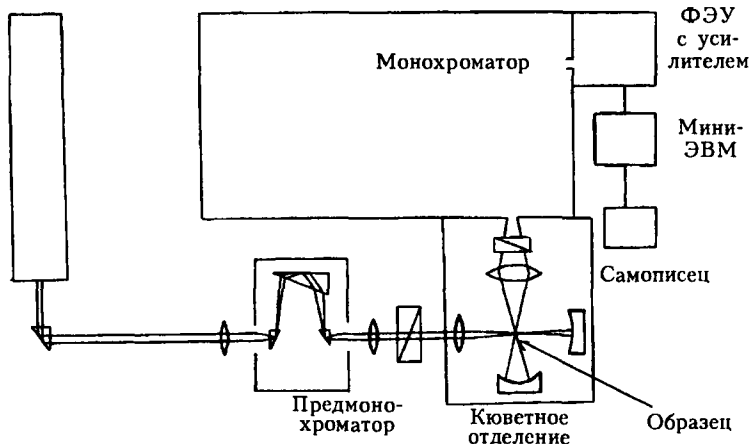 ФЭУ
с уси-
лителем
Монохроматор
Мини-
ЭВМ
Самописец
Предмоно-
хроматор
Кюветное
отделение
Образец